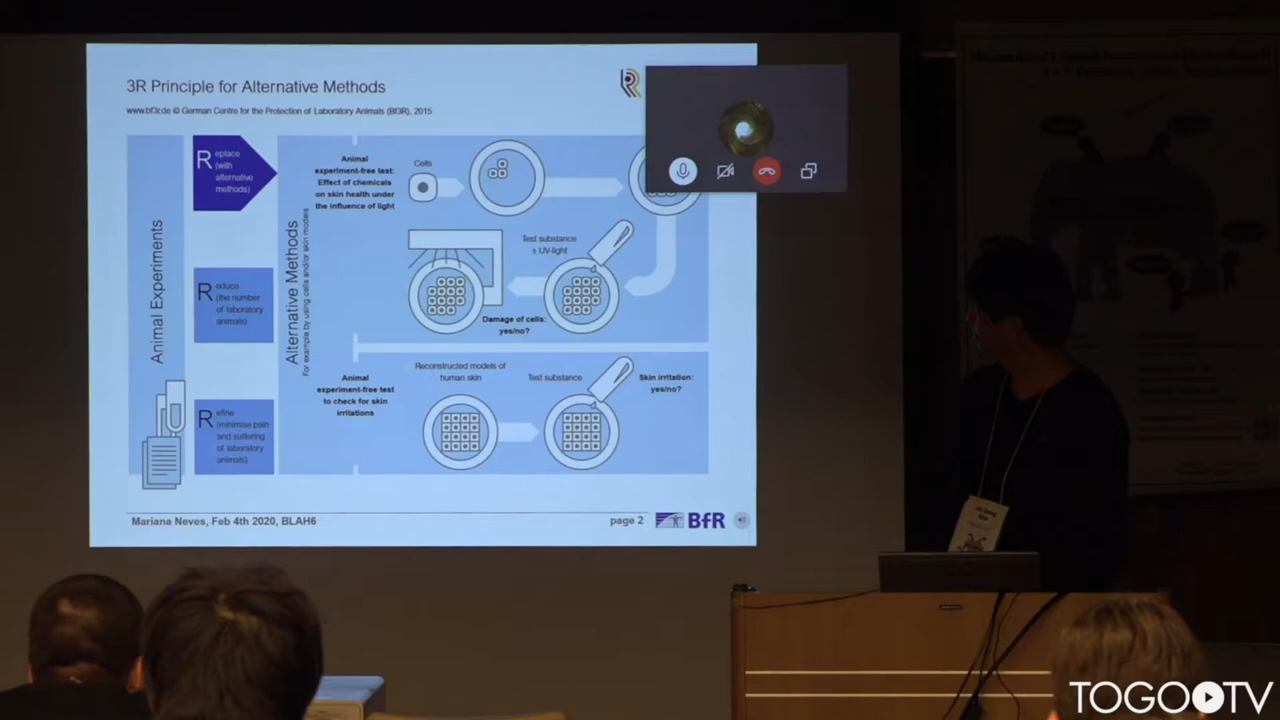 3R Principle for Alternative Methods
www.bf3r.de © German Centre for the Protection of Laboratory Animals (Bf3R), 2015
Animal Experiments
Replace
(with
alternative
methods)
Reduce
(the number
of laboratory
animals)
Refine
(minimise pain
and suffering
of laboratory
animals)
Alternative Methods
For example by using cells and/or skin models
Animal
experiment-free test:
Effect of chemicals
on skin health under
the influence of light
Cells
Test substance
± UV-light
Damage of cells:
yes/no?
Animal
experiment-free test
to check for skin
irritations
Reconstructed models of
human skin
Test substance
Skin irritation:
yes/no?
Mariana Neves, Feb 4th 2020, BLAH6
page 2
BfR
TOGO TV